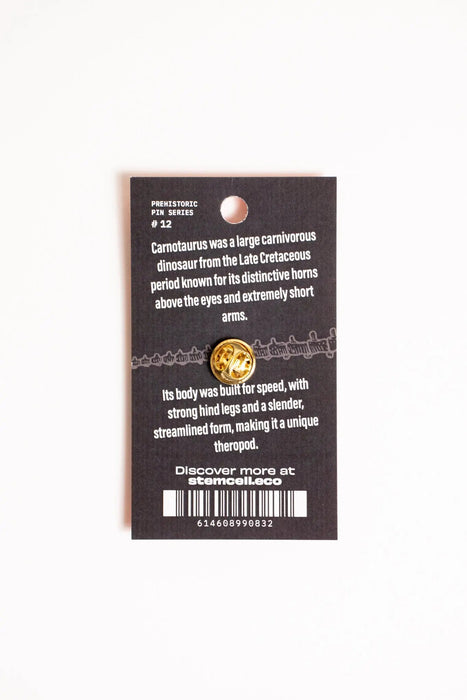 PREHISTORIC
PIN SERIES
# 12
Carnotaurus was a large carnivorous
dinosaur from the Late Cretaceous
period known for its distinctive horns
above the eyes and extremely short
arms.
Its body was built for speed, with
strong hind legs and a slender,
streamlined form, making it a unique
theropod.
Discover more at
stemcell.eco
614608990832